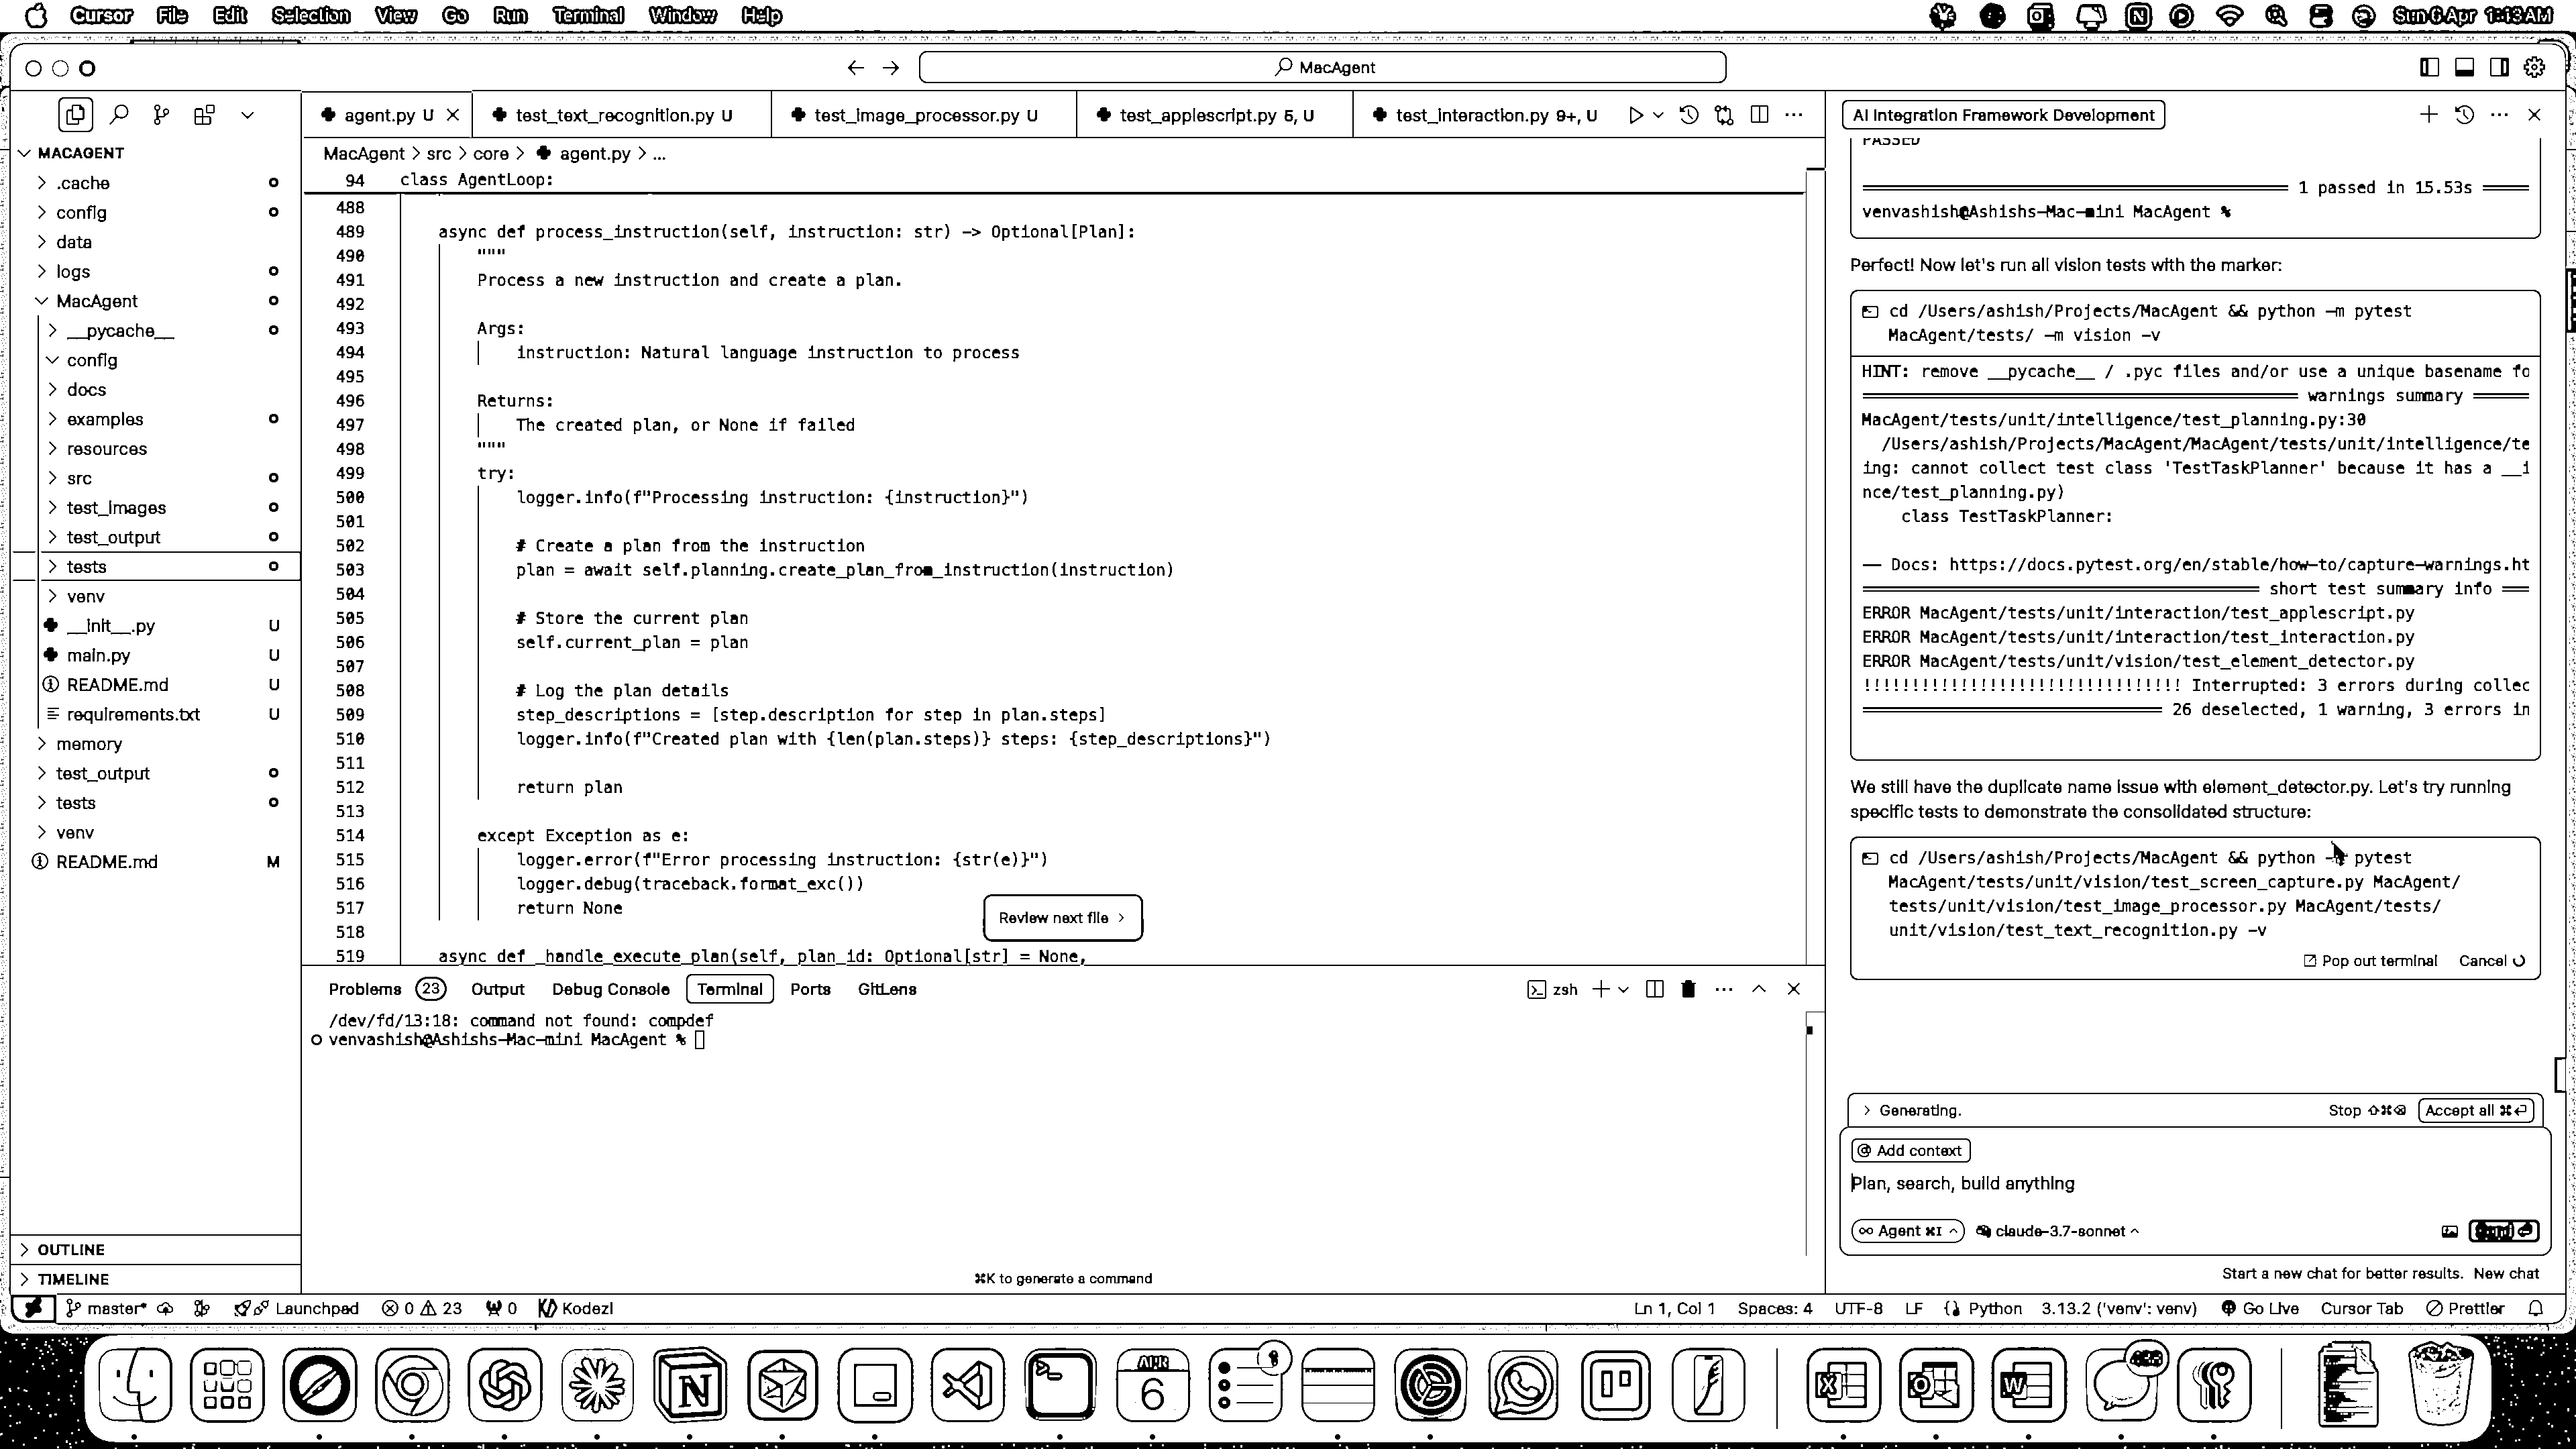 Cursor File Edit Selection View Go Run Terminal Window Help
Sun 6 Apr 1:13 AM
MacAgent
agent.py U
test_text_recognition.py U
test_image_processor.py U
test_applescript.py 5, U
test_interaction.py 9+, U
MACAGENT
.cache
config
data
logs
MacAgent
__pycache__
config
docs
examples
resources
src
test_images
test_output
tests
venv
__init__.py U
main.py U
README.md U
requirements.txt U
memory
test_output
tests
venv
README.md M
OUTLINE
TIMELINE
MacAgent > src > core > agent.py > ...
94 class AgentLoop:
488
489 async def process_instruction(self, instruction: str) -> Optional[Plan]:
490 """
491 Process a new instruction and create a plan.
492
493 Args:
494 instruction: Natural language instruction to process
495
496 Returns:
497 The created plan, or None if failed
498 """
499 try:
500 logger.info(f"Processing instruction: {instruction}")
501
502 # Create a plan from the instruction
503 plan = await self.planning.create_plan_from_instruction(instruction)
504
505 # Store the current plan
506 self.current_plan = plan
507
508 # Log the plan details
509 step_descriptions = [step.description for step in plan.steps]
510 logger.info(f"Created plan with {len(plan.steps)} steps: {step_descriptions}")
511
512 return plan
513
514 except Exception as e:
515 logger.error(f"Error processing instruction: {str(e)}")
516 logger.debug(traceback.format_exc())
517 return None
518
519 async def _handle_execute_plan(self, plan_id: Optional[str] = None,
Review next file >
Problems 23 Output Debug Console Terminal Ports GitLens
zsh
/dev/fd/13:18: command not found: compdef
venvashish@Ashishs-Mac-mini MacAgent %
⌘K to generate a command
AI Integration Framework Development
PASSED
1 passed in 15.53s
venvashish@Ashishs-Mac-mini MacAgent %
Perfect! Now let's run all vision tests with the marker:
cd /Users/ashish/Projects/MacAgent && python -m pytest
MacAgent/tests/ -m vision -v
HINT: remove __pycache__ / .pyc files and/or use a unique basename fo
warnings summary
MacAgent/tests/unit/intelligence/test_planning.py:30
/Users/ashish/Projects/MacAgent/MacAgent/tests/unit/intelligence/te
ing: cannot collect test class 'TestTaskPlanner' because it has a __i
nce/test_planning.py)
class TestTaskPlanner:
-- Docs: https://docs.pytest.org/en/stable/how-to/capture-warnings.ht
short test summary info
ERROR MacAgent/tests/unit/interaction/test_applescript.py
ERROR MacAgent/tests/unit/interaction/test_interaction.py
ERROR MacAgent/tests/unit/vision/test_element_detector.py
!!!!!!!!!!!!!!!!!!!!!!!!!!!!!!!!! Interrupted: 3 errors during collec
26 deselected, 1 warning, 3 errors in
We still have the duplicate name issue with element_detector.py. Let's try running
specific tests to demonstrate the consolidated structure:
cd /Users/ashish/Projects/MacAgent && python pytest
MacAgent/tests/unit/vision/test_screen_capture.py MacAgent/
tests/unit/vision/test_image_processor.py MacAgent/tests/
unit/vision/test_text_recognition.py -v
Pop out terminal Cancel
> Generating. Stop ⇧⌘⌫ Accept all ⌘⏎
@ Add context
Plan, search, build anything
∞ Agent ⌘I claude-3.7-sonnet
Start a new chat for better results. New chat
master* Launchpad 0 23 0 Kodezi
Ln 1, Col 1 Spaces: 4 UTF-8 LF Python 3.13.2 ('venv': venv) Go Live Cursor Tab Prettier
APR
6